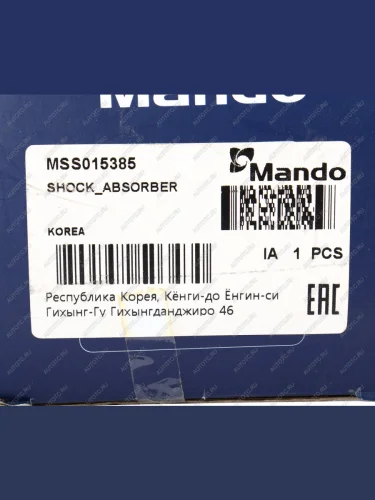 Mando
MSS015385
Mando
SHOCK_ABSORBER
KOREA
IA 1 PCS
Республика Корея, Кёнги-до Ёнгин-си
Гихынг-Гу Гихынгданджиро 46
EAC